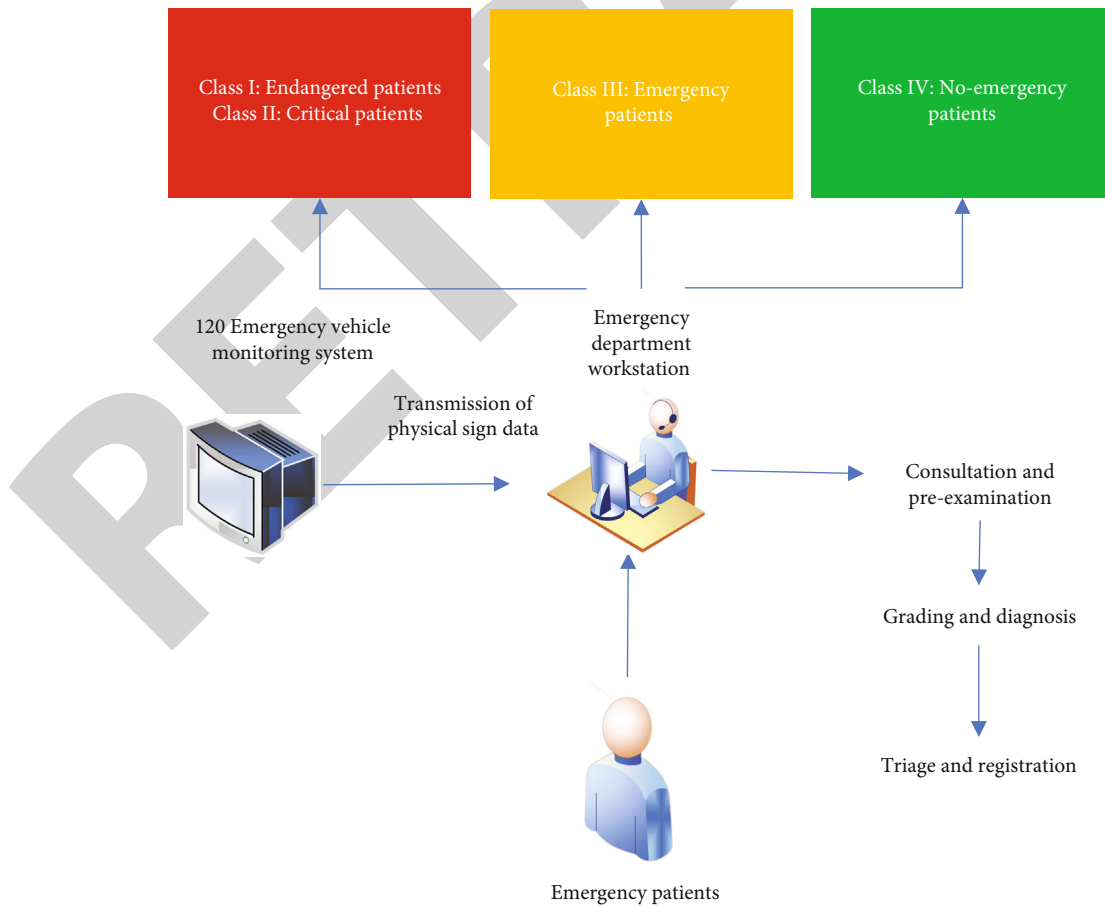 Class I: Endangered patients
Class II: Critical patients
Class III: Emergency
patients
Class IV: No-emergency
patients
120 Emergency vehicle
monitoring system
Emergency
department
workstation
Transmission of
physical sign data
Consultation and
pre-examination
Grading and diagnosis
Triage and registration
Emergency patients